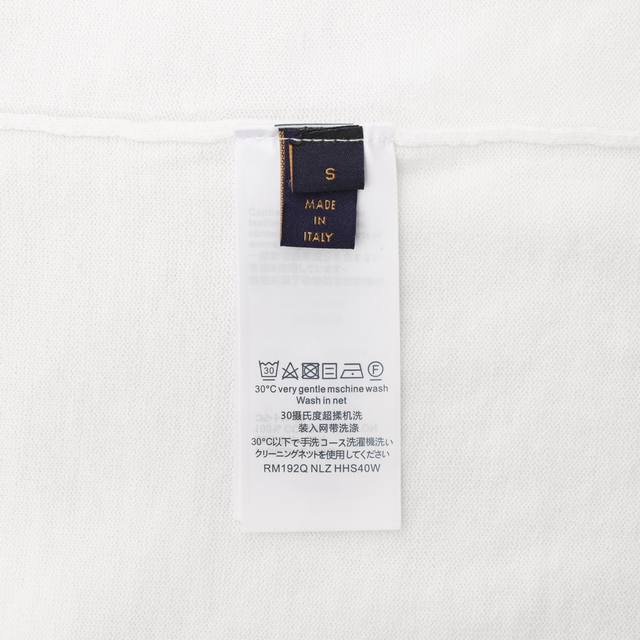 S
MADE
IN
ITALY
30
30°C very gentle mschine wash
Wash in net
30摄氏度超揉机洗
装入网带洗涤
30℃以下で手洗コース洗濯機洗い
クリーニングネットを使用してください
RM192Q NLZ HHS40W